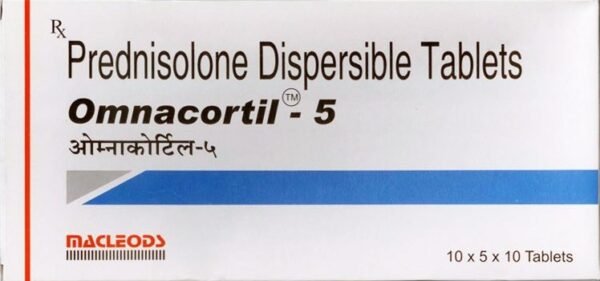 Rx
Prednisolone Dispersible Tablets
Omnacortil™ - 5
ओम्नाकोर्टिल-५
MACLEODS
10 x 5 x 10 Tablets